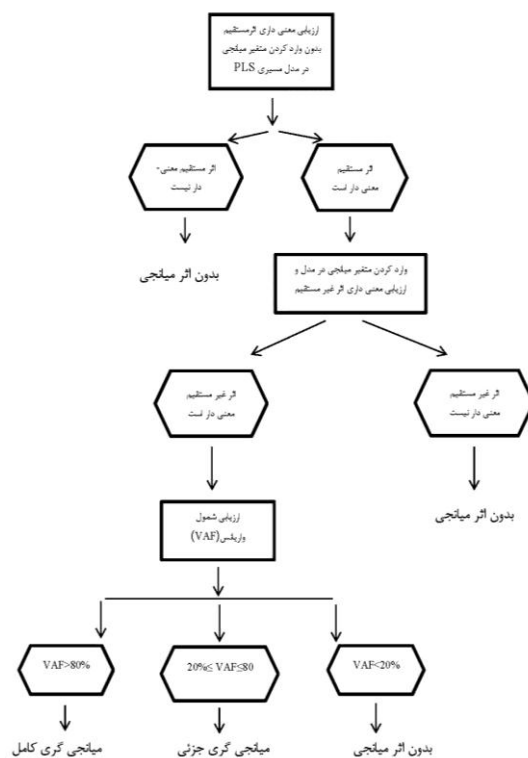 ارزیابی معنی داری اثرمستقیم
بدون وارد کردن متغیر میانجی
در مدل مسیری PLS
اثر مستقیم
معنی دار است
اثر مستقیم معنی-
دار نیست
بدون اثر میانجی
وارد کردن متغیر میانجی در مدل و
ارزیابی معنی داری اثر غیر مستقیم
اثر غیر مستقیم
معنی دار نیست
اثر غیر مستقیم
معنی دار است
بدون اثر میانجی
ارزیابی شمول
واریانس(VAF)
VAF<20%
20%≤ VAF≤80
VAF>80%
بدون اثر میانجی
میانجی گری جزئی
میانجی گری کامل